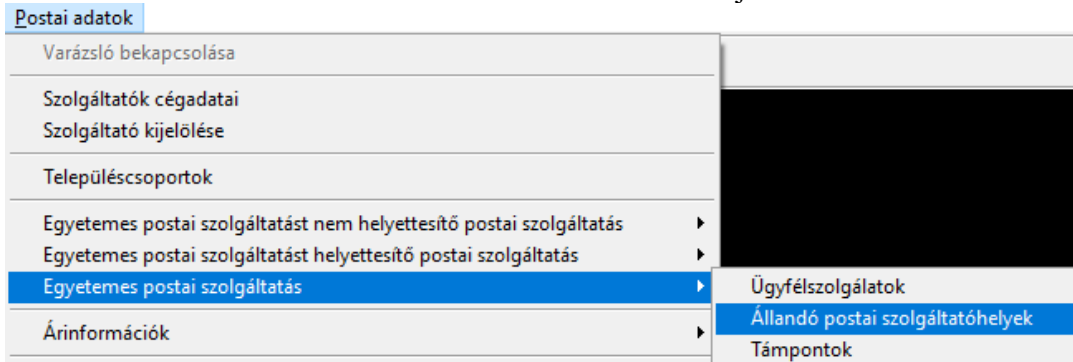 Postai adatok
Varázsló bekapcsolása
Szolgáltatók cégadatai
Szolgáltató kijelölése
Településcsoportok
Egyetemes postai szolgáltatást nem helyettesítő postai szolgáltatás
Egyetemes postai szolgáltatást helyettesítő postai szolgáltatás
Egyetemes postai szolgáltatás
Ügyfélszolgálatok
Állandó postai szolgáltatóhelyek
Árinformációk
Támpontok